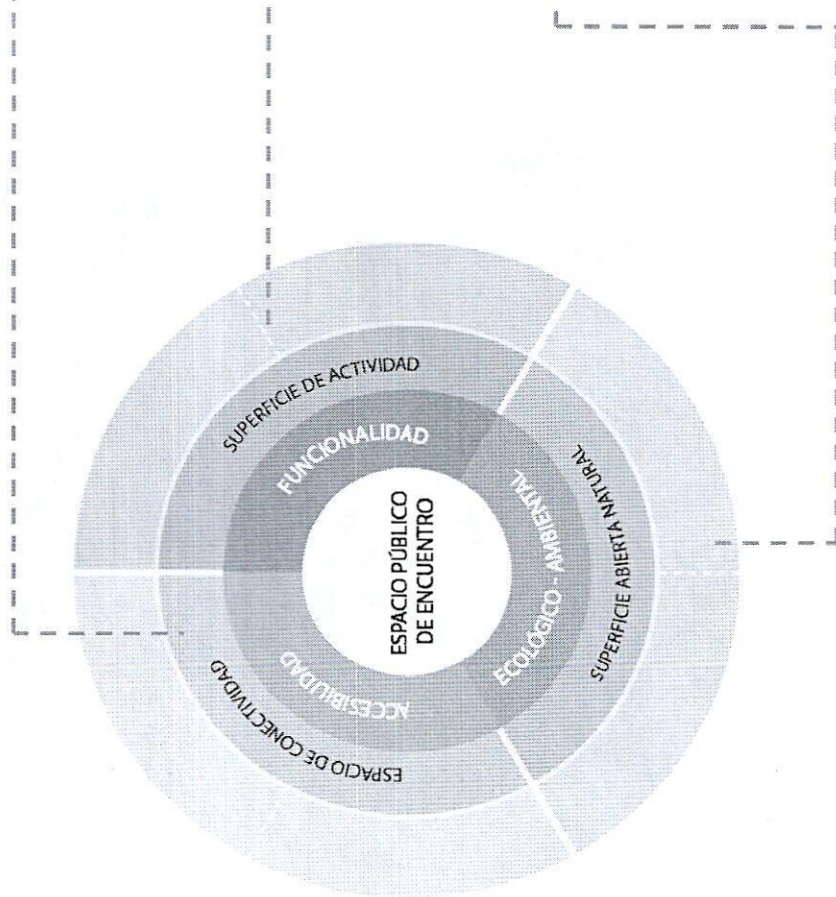 ESPACIO PÚBLICO
DE ENCUENTRO
FUNCIONALIDAD
SUPERFICIE DE ACTIVIDAD
ECOLÓGICO - AMBIENTAL
SUPERFICIE ABIERTA NATURAL
ACCESIBILIDAD
ESPACIO DE CONECTIVIDAD